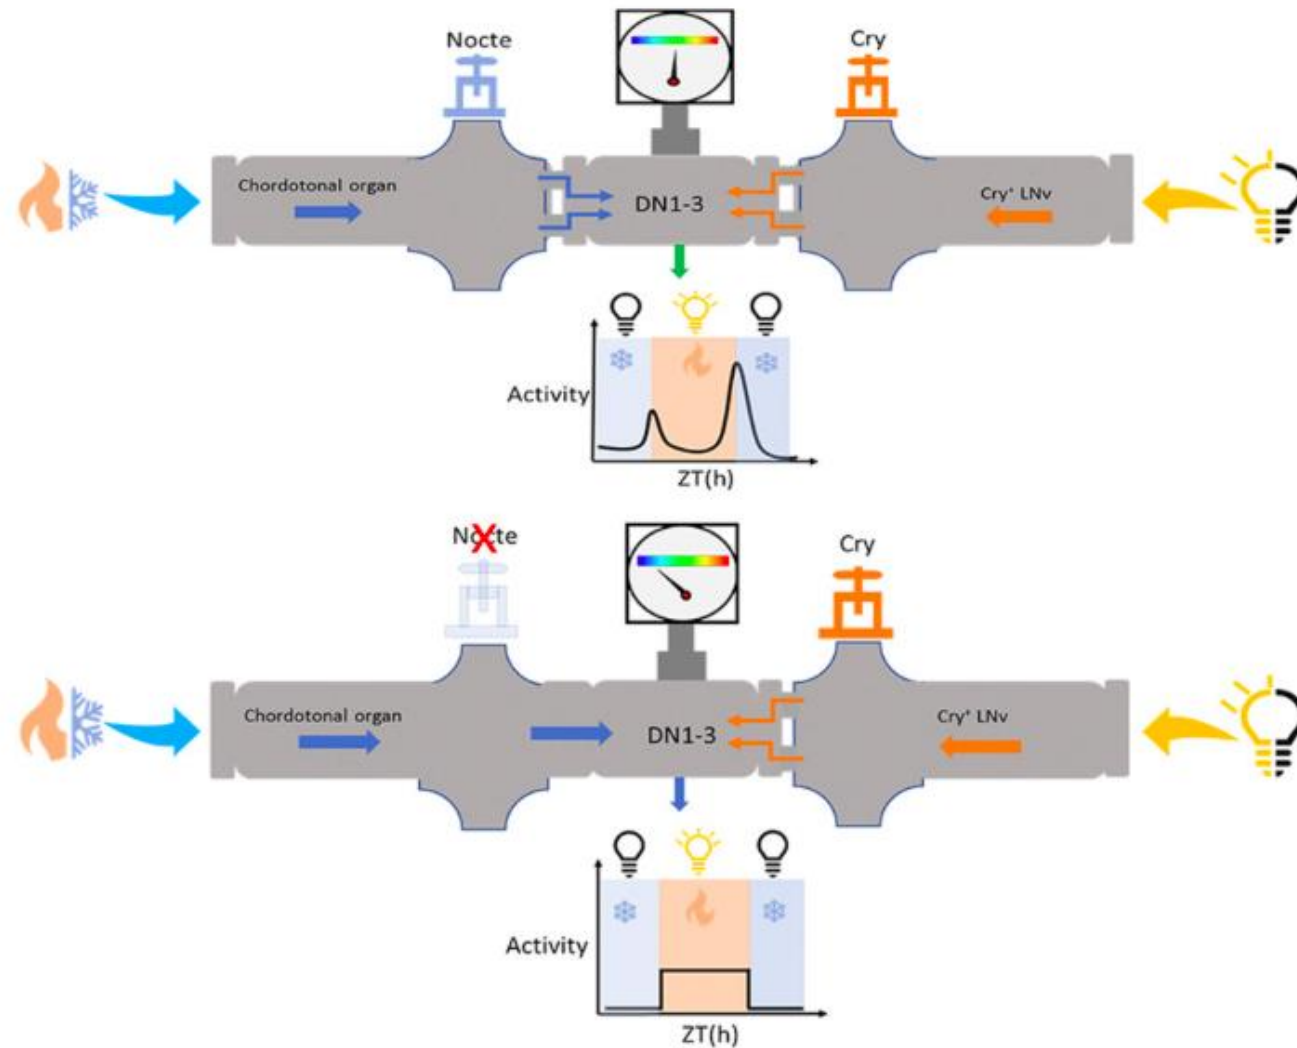 Nocte
Cry
Chordotonal organ
DN1-3
Cry⁺ LNv
Activity
ZT(h)
Nocte
Cry
Chordotonal organ
DN1-3
Cry⁺ LNv
Activity
ZT(h)